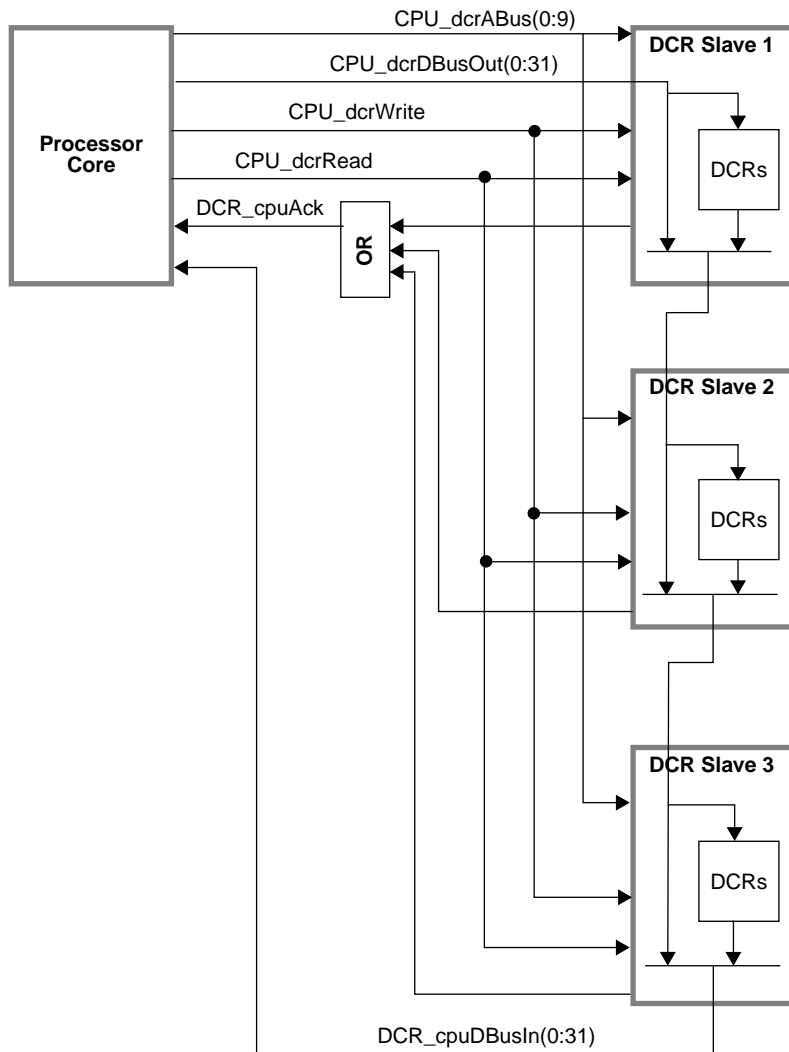 CPU_dcrABus(0:9)
DCR Slave 1
CPU_dcrDBusOut(0:31)
CPU_dcrWrite
Processor
Core
CPU_dcrRead
DCRs
DCR_cpuAck
OR
DCR Slave 2
DCRs
DCR Slave 3
DCRs
DCR_cpuDBusIn(0:31)